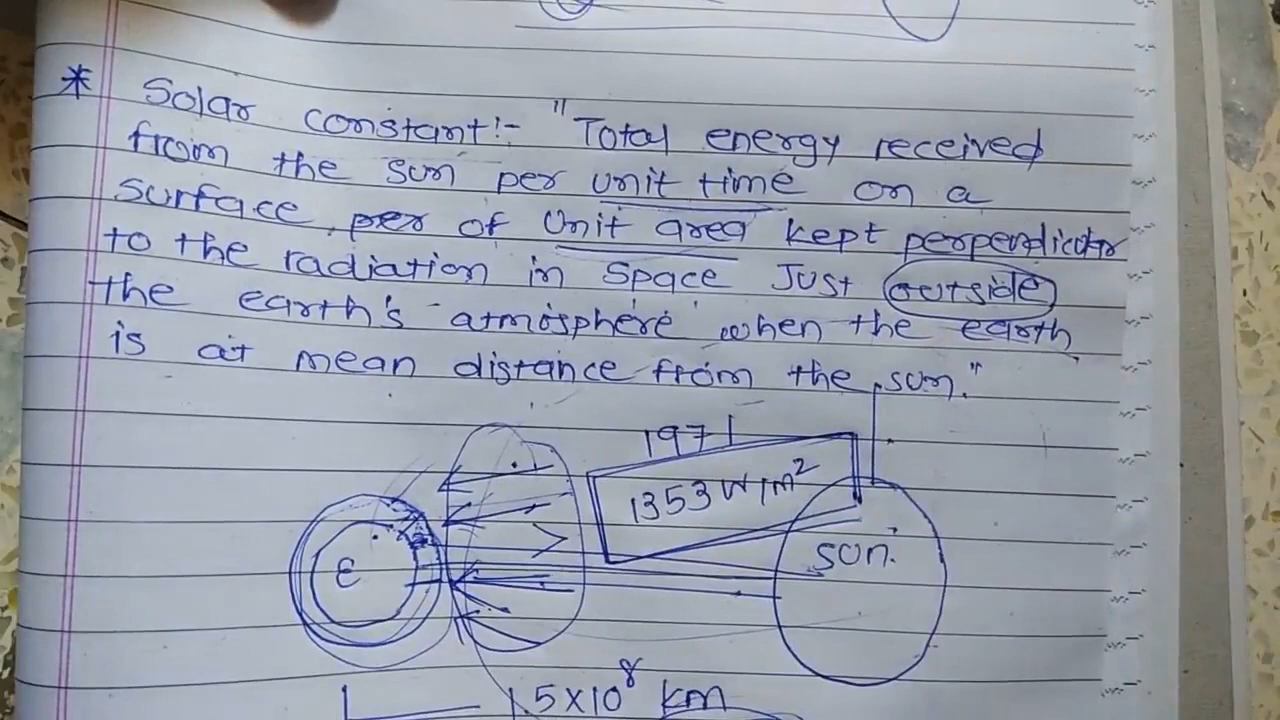 * Solar constant:- "Total energy received
from the sun per unit time on a
surface per of unit area kept perpendicular
to the radiation in space Just outside
the earth's atmosphere when the earth
is at mean distance from the sun."
1971
1353 W/m²
E
sun.
1.5x10⁸ km